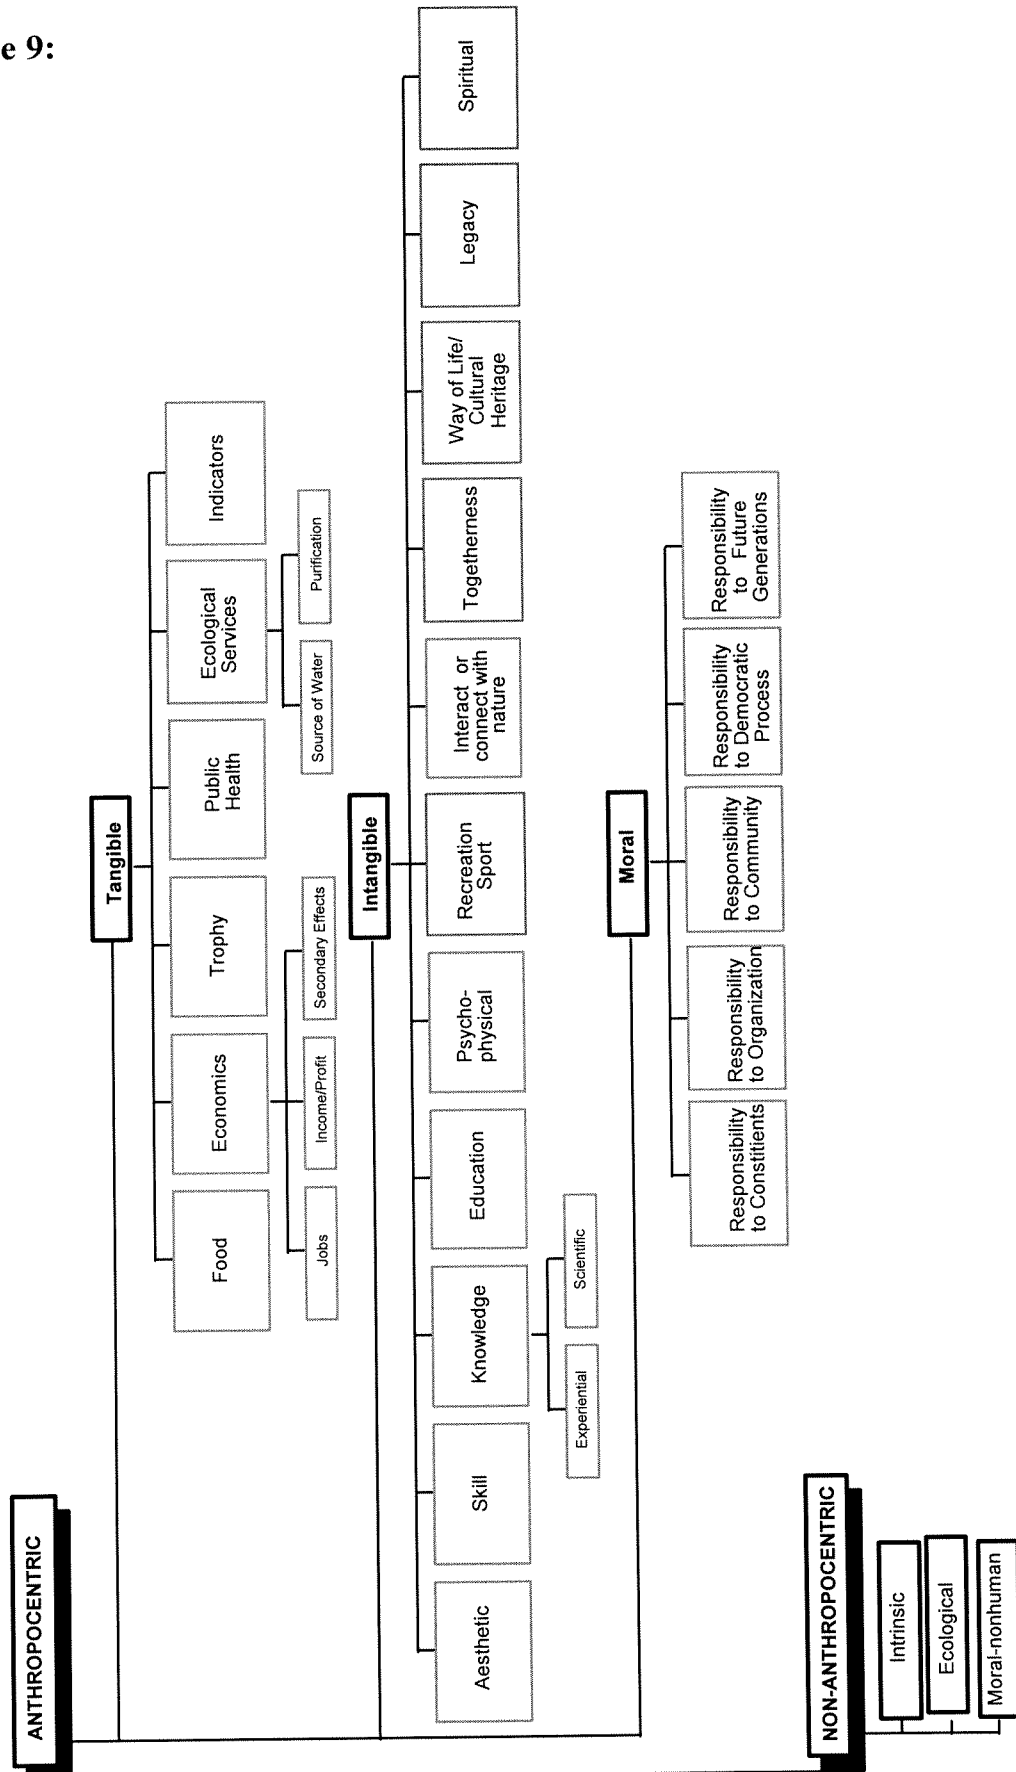 e 9:
ANTHROPOCENTRIC
Tangible
Food
Economics
Trophy
Public
Health
Ecological
Services
Indicators
Jobs
Income/Profit
Secondary Effects
Source of Water
Purification
Intangible
Aesthetic
Skill
Knowledge
Education
Psycho-
physical
Recreation
Sport
Interact or
connect with
nature
Togetherness
Way of Life/
Cultural
Heritage
Legacy
Spiritual
Experiential
Scientific
Moral
Responsibility
to Constitients
Responsibility
to Organization
Responsibility
to Community
Responsibility
to Democratic
Process
Responsibility
to Future
Generations
NON-ANTHROPOCENTRIC
Intrinsic
Ecological
Moral-nonhuman